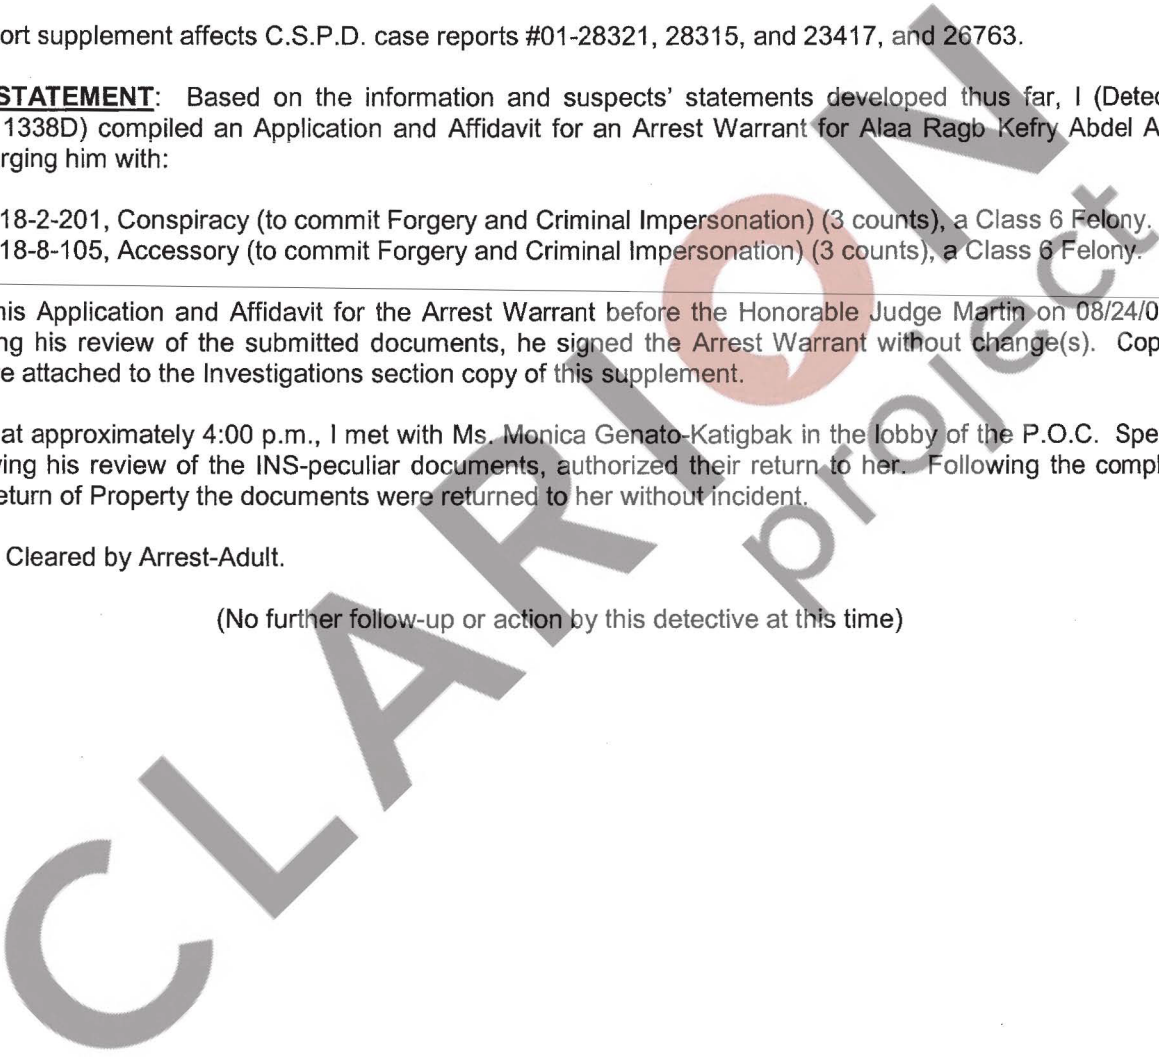 ort supplement affects C.S.P.D. case reports #01-28321, 28315, and 23417, and 26763.
STATEMENT: Based on the information and suspects' statements developed thus far, I (Detec
1338D) compiled an Application and Affidavit for an Arrest Warrant for Alaa Ragb Kefry Abdel A
rging him with:
18-2-201, Conspiracy (to commit Forgery and Criminal Impersonation) (3 counts), a Class 6 Felony.
18-8-105, Accessory (to commit Forgery and Criminal Impersonation) (3 counts), a Class 6 Felony.
his Application and Affidavit for the Arrest Warrant before the Honorable Judge Martin on 08/24/0
ng his review of the submitted documents, he signed the Arrest Warrant without change(s). Cop
e attached to the Investigations section copy of this supplement.
at approximately 4:00 p.m., I met with Ms. Monica Genato-Katigbak in the lobby of the P.O.C. Spe
ving his review of the INS-peculiar documents, authorized their return to her. Following the compl
eturn of Property the documents were returned to her without incident.
Cleared by Arrest-Adult.
(No further follow-up or action by this detective at this time)
CLARION
project